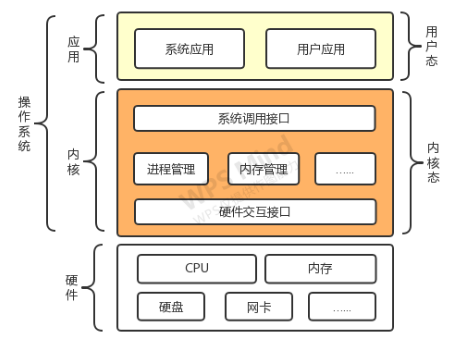 操作系统
应用
系统应用
用户应用
用户态
内核
系统调用接口
进程管理
内存管理
……
硬件交互接口
内核态
硬件
CPU
内存
硬盘
网卡
……
WPS Mind